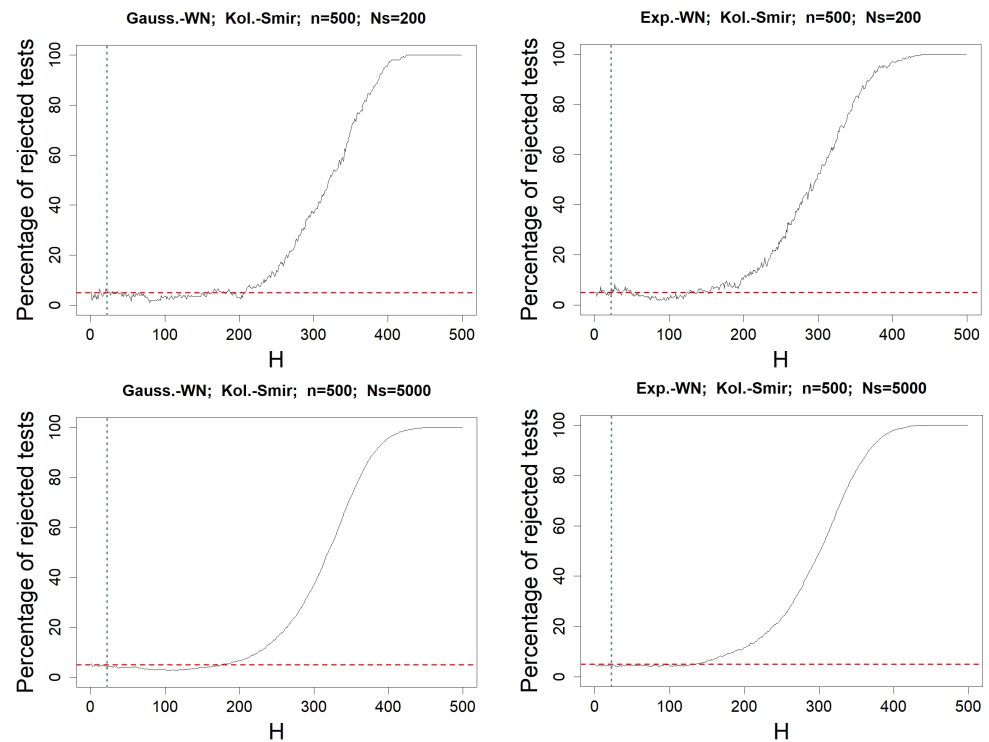 Gauss.-WN; Kol.-Smir; n=500; Ns=200
Percentage of rejected tests
0 20 40 60 80 100
0 100 200 300 400 500
H
Exp.-WN; Kol.-Smir; n=500; Ns=200
Percentage of rejected tests
0 20 40 60 80 100
0 100 200 300 400 500
H
Gauss.-WN; Kol.-Smir; n=500; Ns=5000
Percentage of rejected tests
0 20 40 60 80 100
0 100 200 300 400 500
H
Exp.-WN; Kol.-Smir; n=500; Ns=5000
Percentage of rejected tests
0 20 40 60 80 100
0 100 200 300 400 500
H